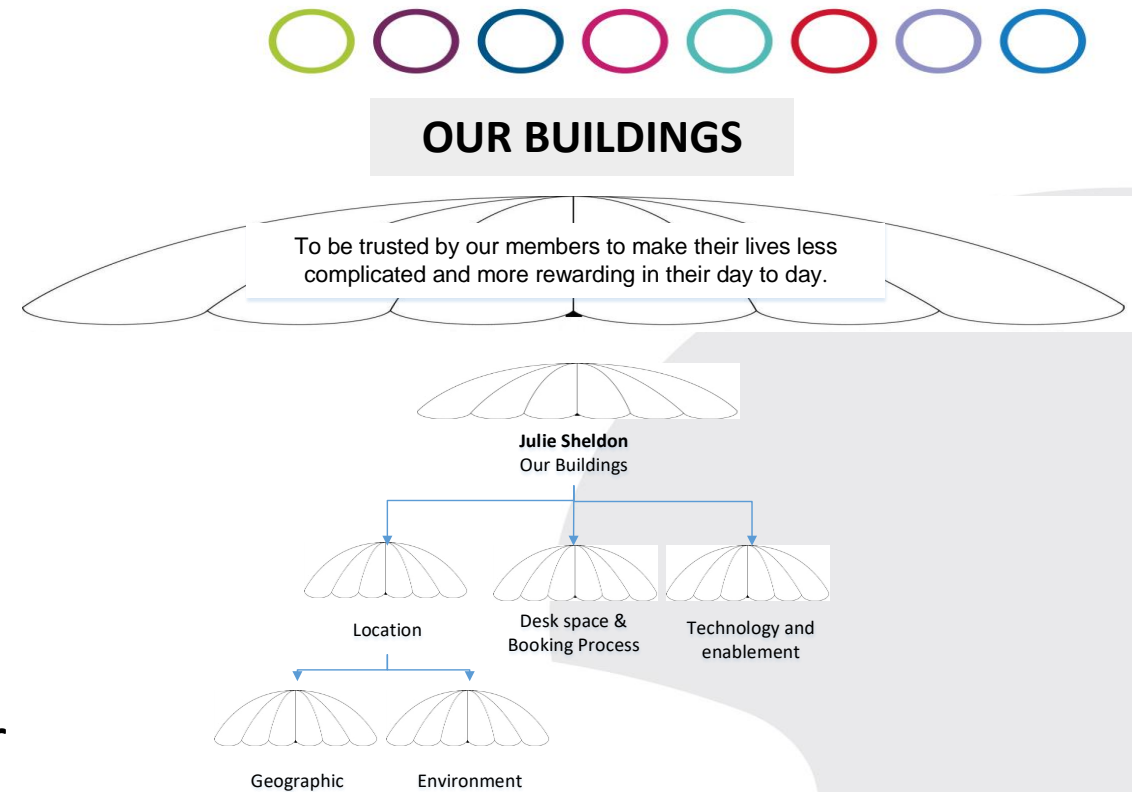 OUR BUILDINGS
To be trusted by our members to make their lives less
complicated and more rewarding in their day to day.
Julie Sheldon
Our Buildings
Location
Desk space &
Booking Process
Technology and
enablement
Geographic
Environment